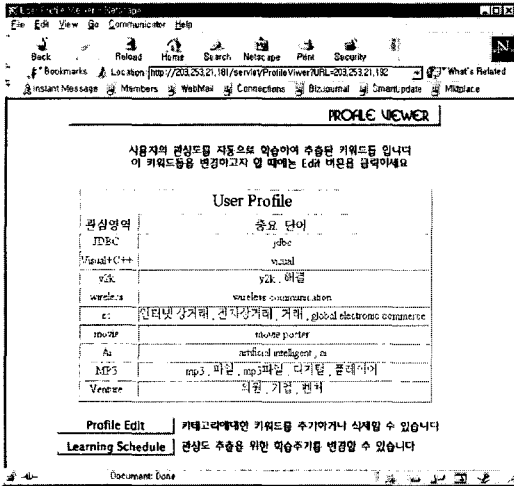 User Profile Viewer - Netscape
File Edit View Go Communicator Help
Back Reload Home Search Netscape Print Security
Bookmarks Location: http://203.253.21.181/servlet/ProfileViwer?URL=203.253.21.192 What's Related
Instant Message Members WebMail Connections BizJournal SmartUpdate Mktplace
PROFILE VIEWER
사용자의 관심도를 자동으로 학습하여 추출된 키워드들 입니다
이 키워드들을 변경하고자 할 때에는 Edit 버튼을 클릭하세요
User Profile
관심영역 중요 단어
JDBC jdbc
Visual+C++ visual
y2k y2k , 해결
wireless wireless communication
ec 인터넷 상거래 , 전자상거래 , 거래 , global electronic commerce
movie movie poster
Ai artificial intelligent , ai
MP3 mp3 , 파일 , mp3파일 , 디지털 , 플레이어
Venture 의원 , 기업 , 벤처
Profile Edit 카테고리에대한 키워드를 추가하거나 삭제할 수 있습니다
Learning Schedule 관심도 추출을 위한 학습주기를 변경할 수 있습니다
Document: Done